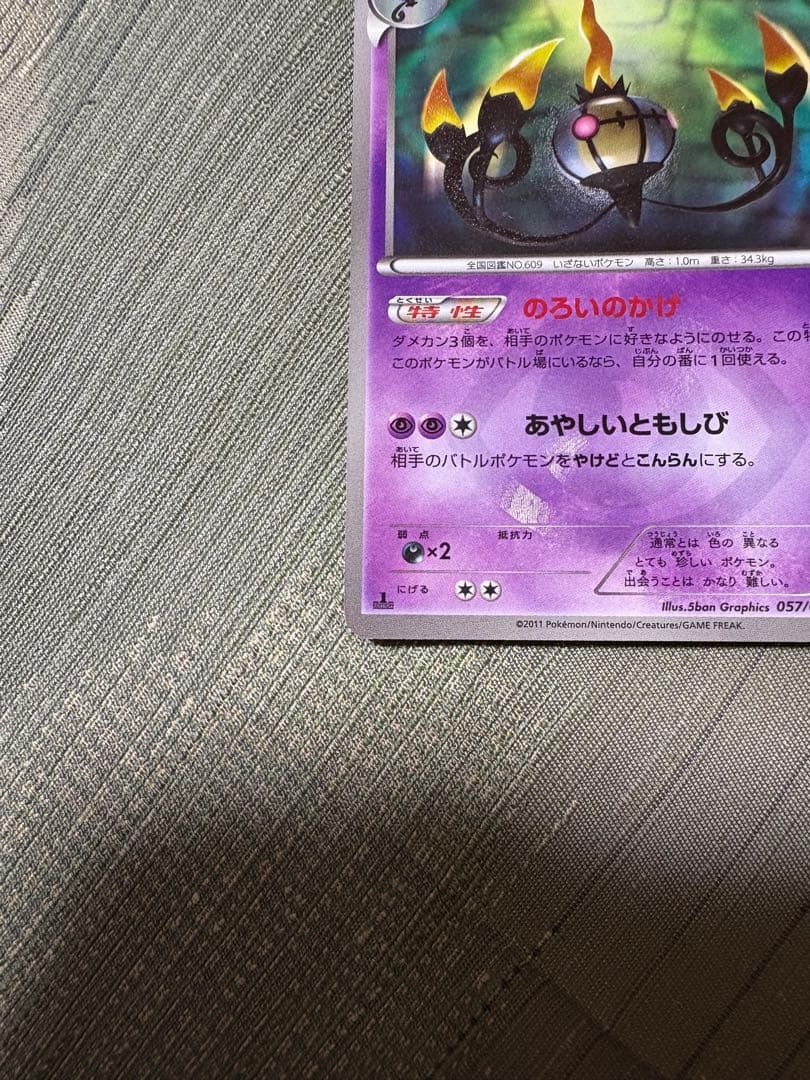 全国図鑑NO.609 いざないポケモン 高さ:1.0m 重さ:34.3kg
とくせい
特性 のろいのかげ
ダメカン3個を、相手のポケモンに好きなようにのせる。この
このポケモンがバトル場にいるなら、自分の番に1回使える。
あやしいともしび
相手のバトルポケモンをやけどとこんらんにする。
弱点 抵抗力
×2
通常とは 色の 異なる
とても 珍しい ポケモン。
出会うことは かなり 難しい。
にげる
1
Illus.5ban Graphics 057/
©2011 Pokémon/Nintendo/Creatures/GAME FREAK.